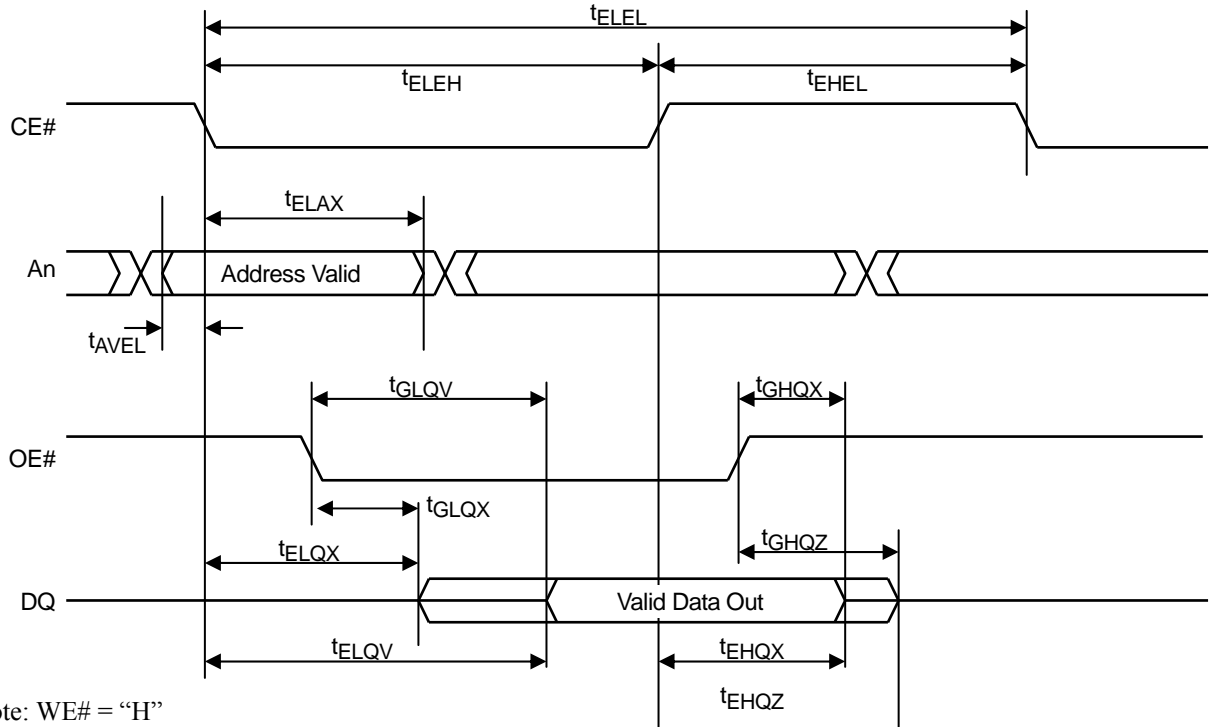 tELEL
tELEH
tEHEL
CE#
tELAX
An
Address Valid
tAVEL
tGLQV
tGHQX
OE#
tGLQX
tELQX
tGHQZ
DQ
Valid Data Out
tELQV
tEHQX
tEHQZ
ote: WE# = “H”